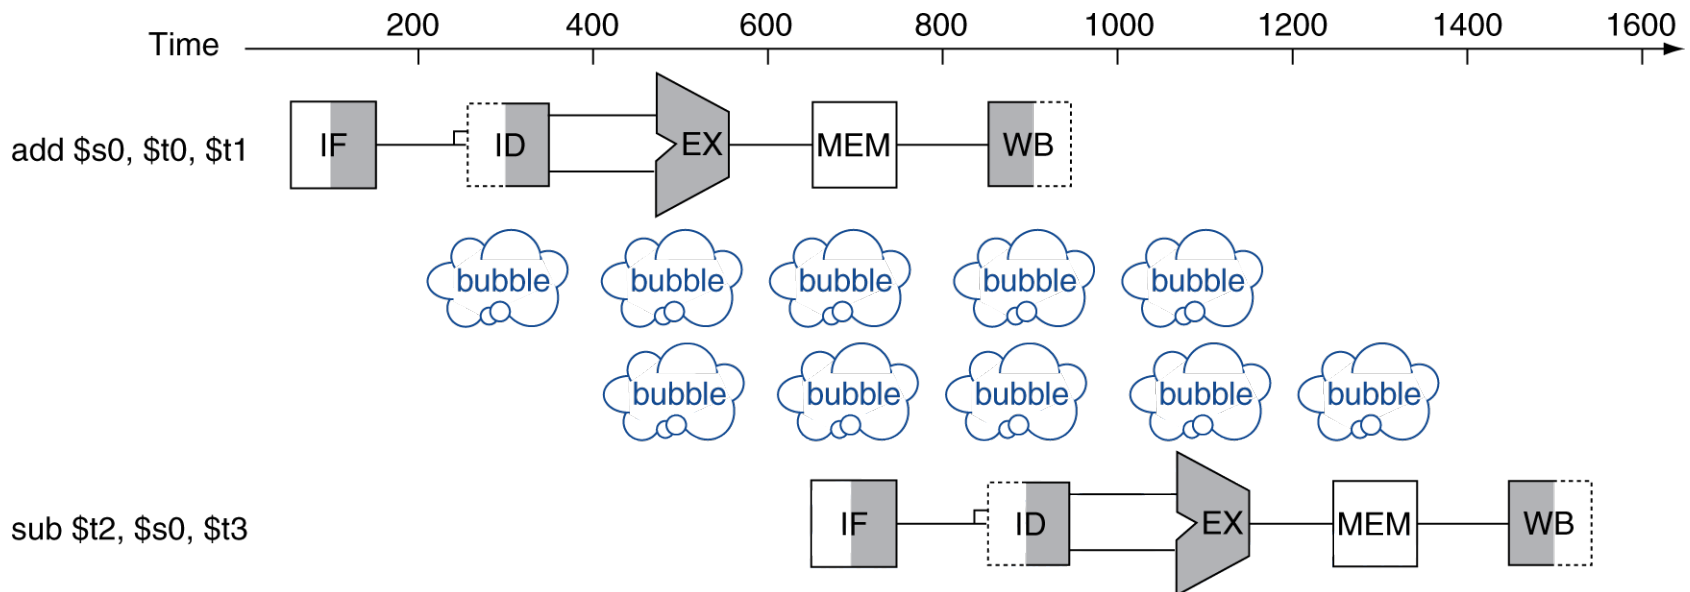 200 400 600 800 1000 1200 1400 1600
Time
add $s0, $t0, $t1 IF ID EX MEM WB
bubble bubble bubble bubble bubble
bubble bubble bubble bubble bubble
sub $t2, $s0, $t3 IF ID EX MEM WB